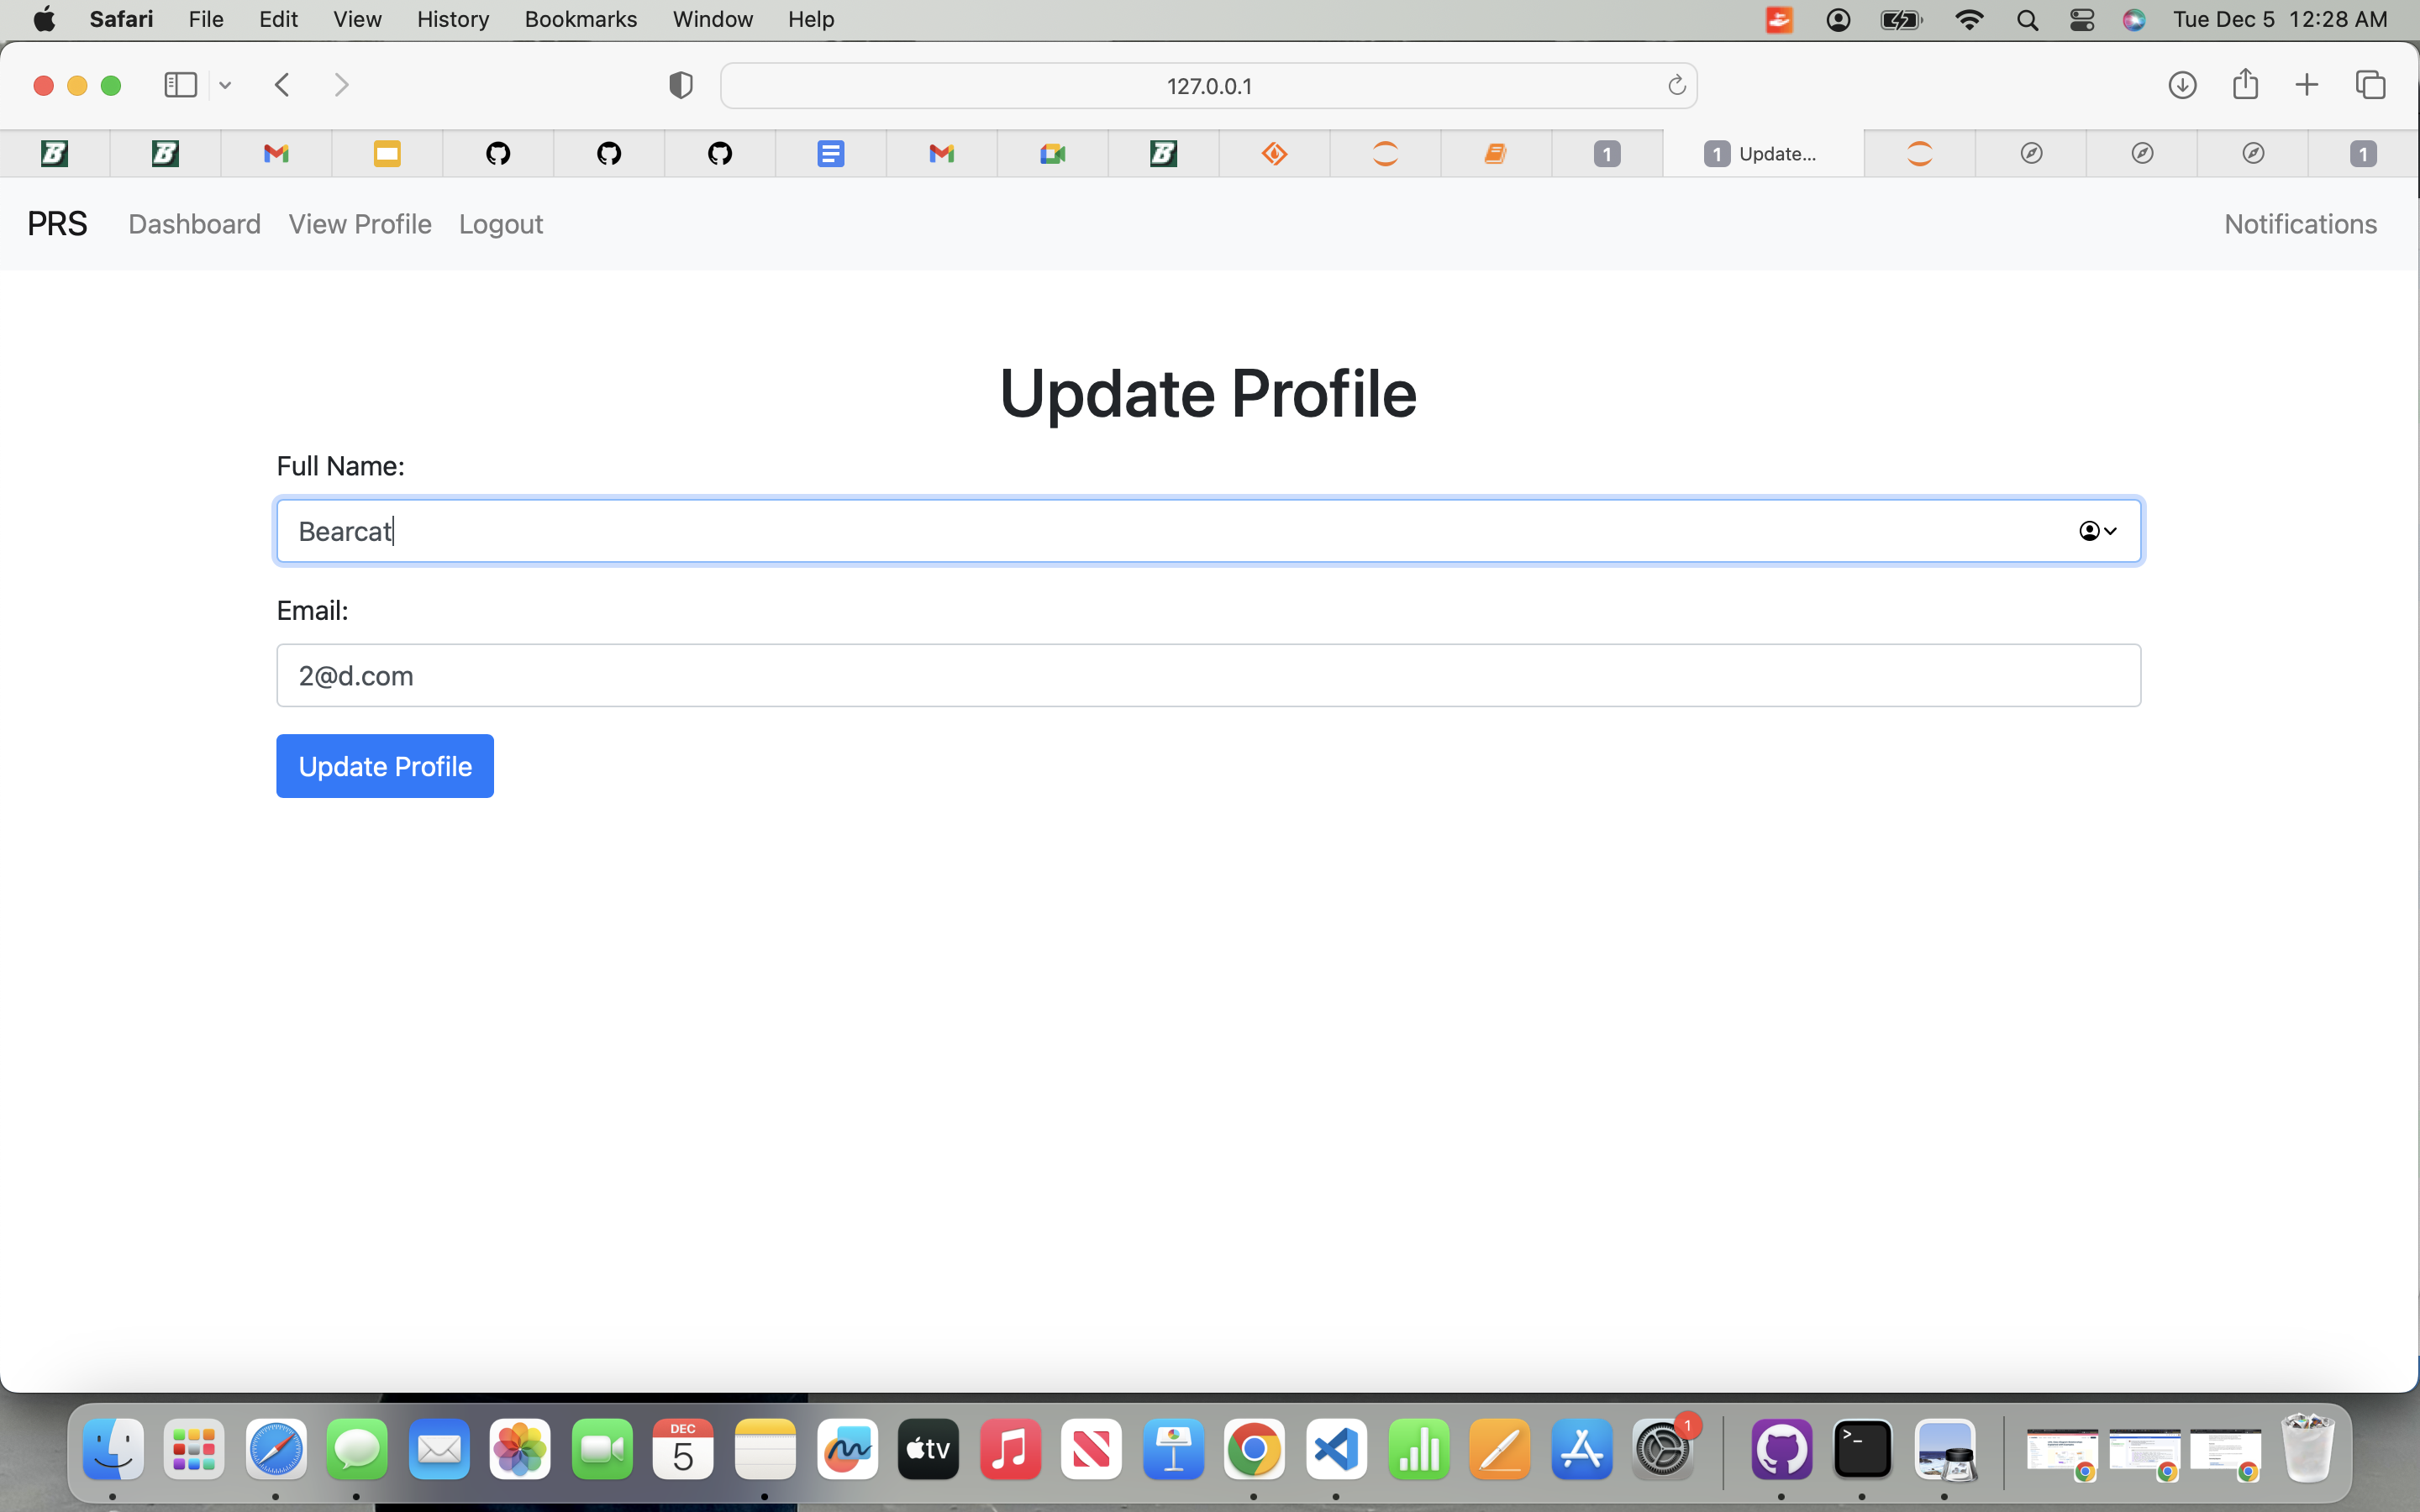 Safari File Edit View History Bookmarks Window Help Tue Dec 5 12:28 AM
127.0.0.1
B B B 1 1 Update... 1
PRS Dashboard View Profile Logout Notifications
Update Profile
Full Name:
Bearcat
Email:
2@d.com
Update Profile
DEC
5
tv
1
>_